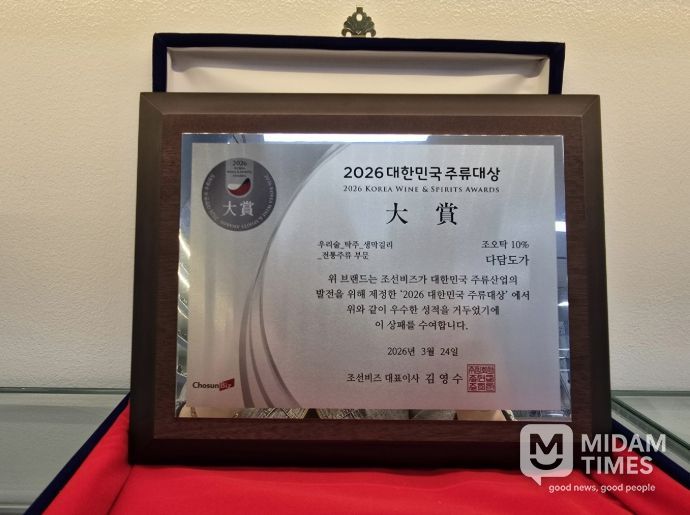 2026
大賞
2026 대한민국 주류대상
2026 KOREA WINE & SPIRITS AWARDS
大 賞
우리술_탁주_생막걸리
_전통주류 부문
조오탁 10%
다담도가
위 브랜드는 조선비즈가 대한민국 주류산업의
발전을 위해 제정한 '2026 대한민국 주류대상' 에서
위와 같이 우수한 성적을 거두었기에
이 상패를 수여합니다.
2026년 3월 24일
조선비즈 대표이사 김영수
ChosunBiz
MIDAM
TIMES
good news, good people